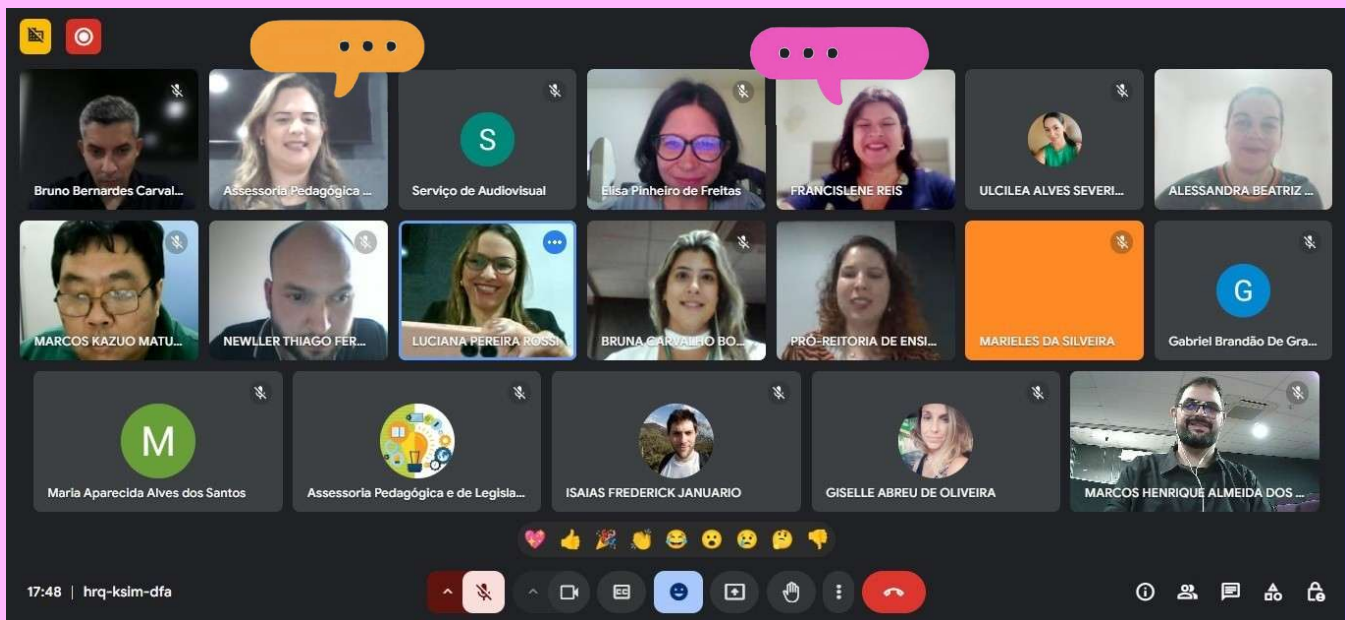 Bruno Bernardes Carval...
Assessoria Pedagógica ...
S
Serviço de Audiovisual
Elisa Pinheiro de Freitas
FRANCISLENE REIS
ULCILEA ALVES SEVERI...
ALESSANDRA BEATRIZ ...
MARCOS KAZUO MATU...
NEWLLER THIAGO FER...
LUCIANA PEREIRA ROSSI
BRUNA CARVALHO BO...
PRÓ-REITORIA DE ENSI...
MARIELES DA SILVEIRA
G
Gabriel Brandão De Gra...
M
Maria Aparecida Alves dos Santos
Assessoria Pedagógica e de Legisla...
ISAIAS FREDERICK JANUARIO
GISELLE ABREU DE OLIVEIRA
MARCOS HENRIQUE ALMEIDA DOS ...
17:48 | hrq-ksim-dfa